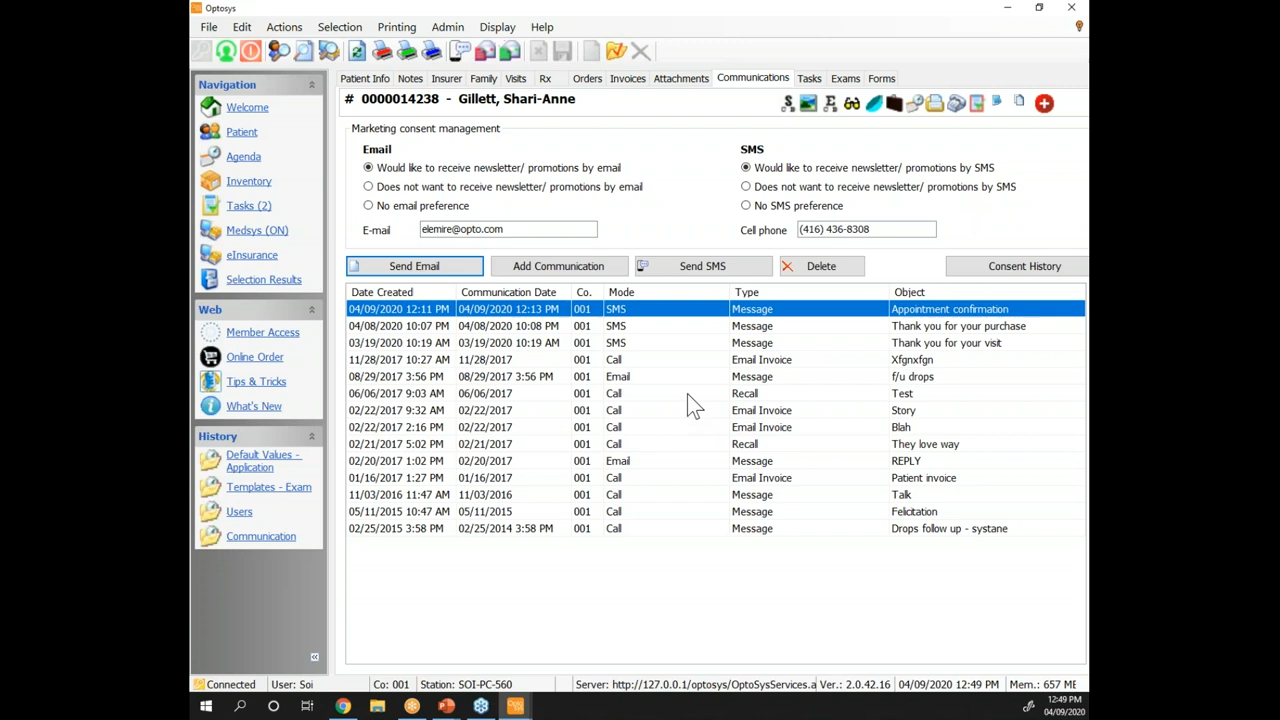 Optosys
File Edit Actions Selection Printing Admin Display Help
Navigation
Welcome
Patient
Agenda
Inventory
Tasks (2)
Medsys (ON)
eInsurance
Selection Results
Web
Member Access
Online Order
Tips & Tricks
What's New
History
Default Values - Application
Templates - Exam
Users
Communication
Patient Info Notes Insurer Family Visits Rx Orders Invoices Attachments Communications Tasks Exams Forms
# 0000014238 - Gillett, Shari-Anne
Marketing consent management
Email
Would like to receive newsletter/ promotions by email
Does not want to receive newsletter/ promotions by email
No email preference
E-mail elemire@opto.com
SMS
Would like to receive newsletter/ promotions by SMS
Does not want to receive newsletter/ promotions by SMS
No SMS preference
Cell phone (416) 436-8308
Send Email Add Communication Send SMS Delete Consent History
Date Created Communication Date Co. Mode Type Object
04/09/2020 12:11 PM 04/09/2020 12:13 PM 001 SMS Message Appointment confirmation
04/08/2020 10:07 PM 04/08/2020 10:08 PM 001 SMS Message Thank you for your purchase
03/19/2020 10:19 AM 03/19/2020 10:19 AM 001 SMS Message Thank you for your visit
11/28/2017 10:27 AM 11/28/2017 001 Call Email Invoice Xfgnxfgn
08/29/2017 3:56 PM 08/29/2017 3:56 PM 001 Email Message f/u drops
06/06/2017 9:03 AM 06/06/2017 001 Call Recall Test
02/22/2017 9:32 AM 02/22/2017 001 Call Email Invoice Story
02/22/2017 2:16 PM 02/22/2017 001 Call Email Invoice Blah
02/21/2017 5:02 PM 02/21/2017 001 Call Recall They love way
02/20/2017 1:02 PM 02/20/2017 001 Email Message REPLY
01/16/2017 1:27 PM 01/16/2017 001 Call Email Invoice Patient invoice
11/03/2016 11:47 AM 11/03/2016 001 Call Message Talk
05/11/2015 10:47 AM 05/11/2015 001 Call Message Felicitation
02/25/2015 3:58 PM 02/25/2014 3:58 PM 001 Call Message Drops follow up - systane
Connected User: Soi Co: 001 Station: SOI-PC-560 Server: http://127.0.0.1/optosys/OptoSysServices.a Ver.: 2.0.42.16 04/09/2020 12:49 PM Mem.: 657 ME
12:49 PM
04/09/2020